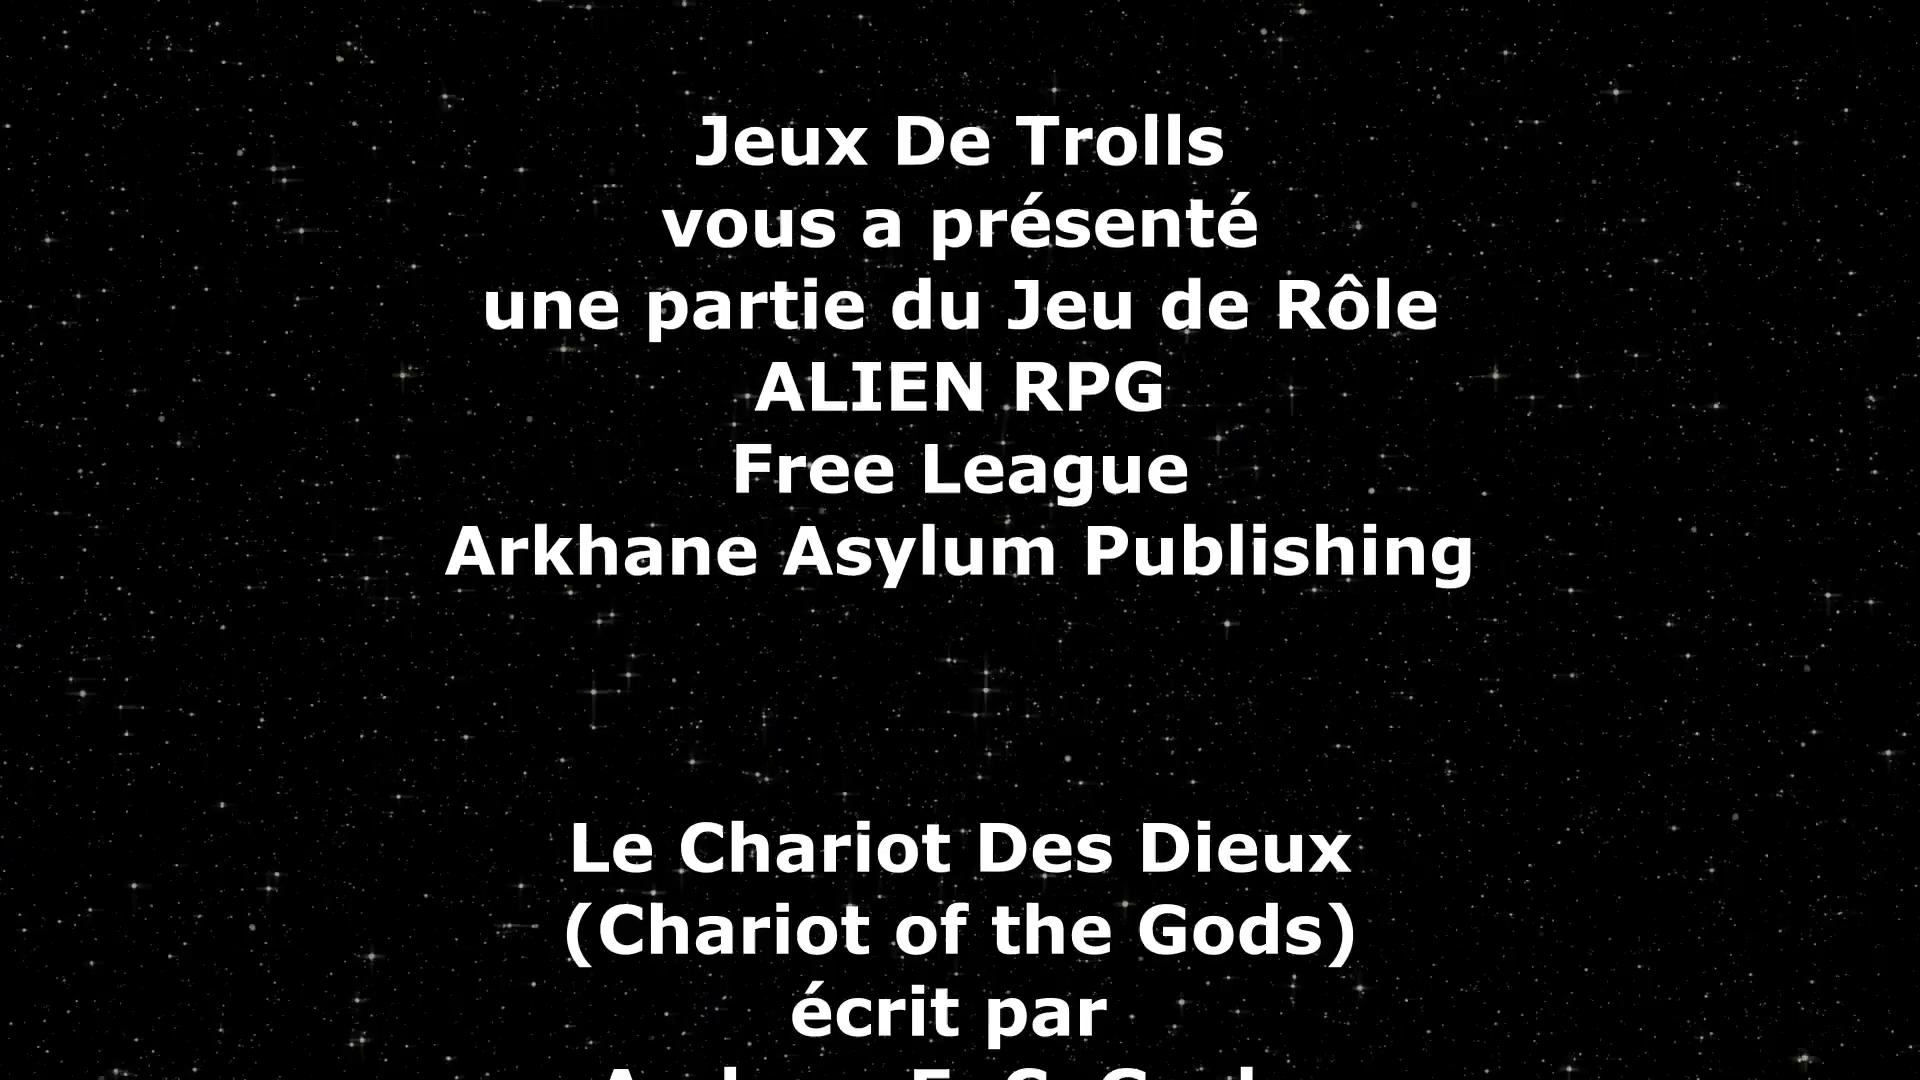 Jeux De Trolls
vous a présenté
une partie du Jeu de Rôle
ALIEN RPG
Free League
Arkhane Asylum Publishing
Le Chariot Des Dieux
(Chariot of the Gods)
écrit par